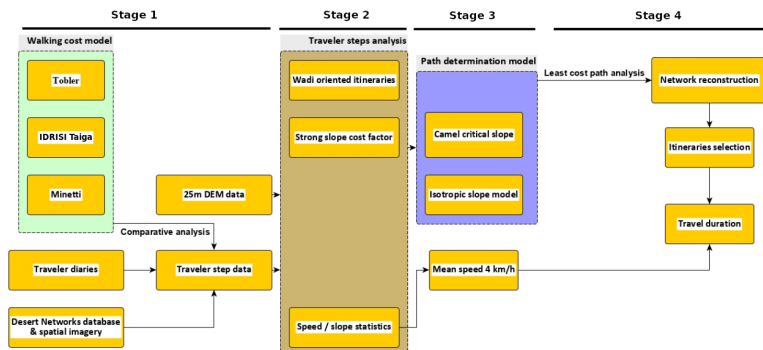 Stage 1
Stage 2
Stage 3
Stage 4
Walking cost model
Tobler
IDRISI Taiga
Minetti
25m DEM data
Comparative analysis
Traveler diaries
Traveler step data
Desert Networks database
& spatial imagery
Traveler steps analysis
Wadi oriented itineraries
Strong slope cost factor
Speed / slope statistics
Path determination model
Camel critical slope
Isotropic slope model
Mean speed 4 km/h
Least cost path analysis
Network reconstruction
Itineraries selection
Travel duration